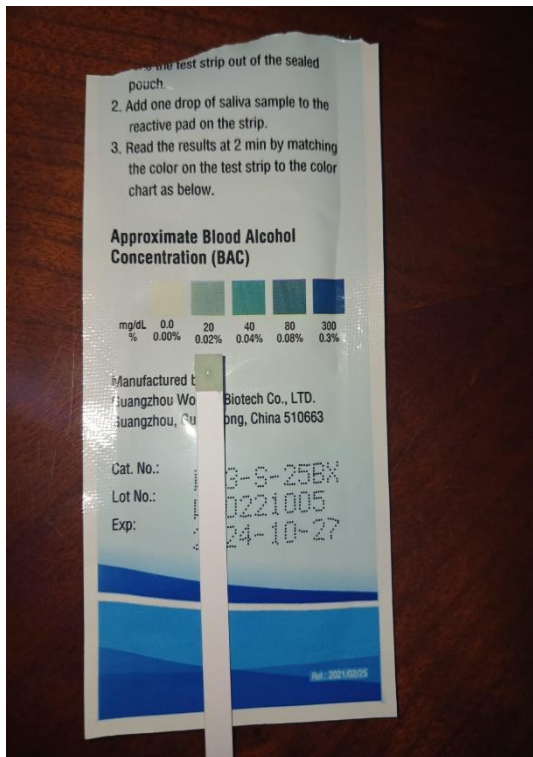 the test strip out of the sealed
pouch.
2. Add one drop of saliva sample to the
reactive pad on the strip.
3. Read the results at 2 min by matching
the color on the test strip to the color
chart as below.
Approximate Blood Alcohol
Concentration (BAC)
mg/dL 0.0 20 40 80 300
% 0.00% 0.02% 0.04% 0.08% 0.3%
Manufactured b
Guangzhou Wo Biotech Co., LTD.
Guangzhou, Gu ong, China 510663
Cat. No.: 3-S-25BX
Lot No.: 0221005
Exp: 24-10-27
Rel.: 2021/02/25